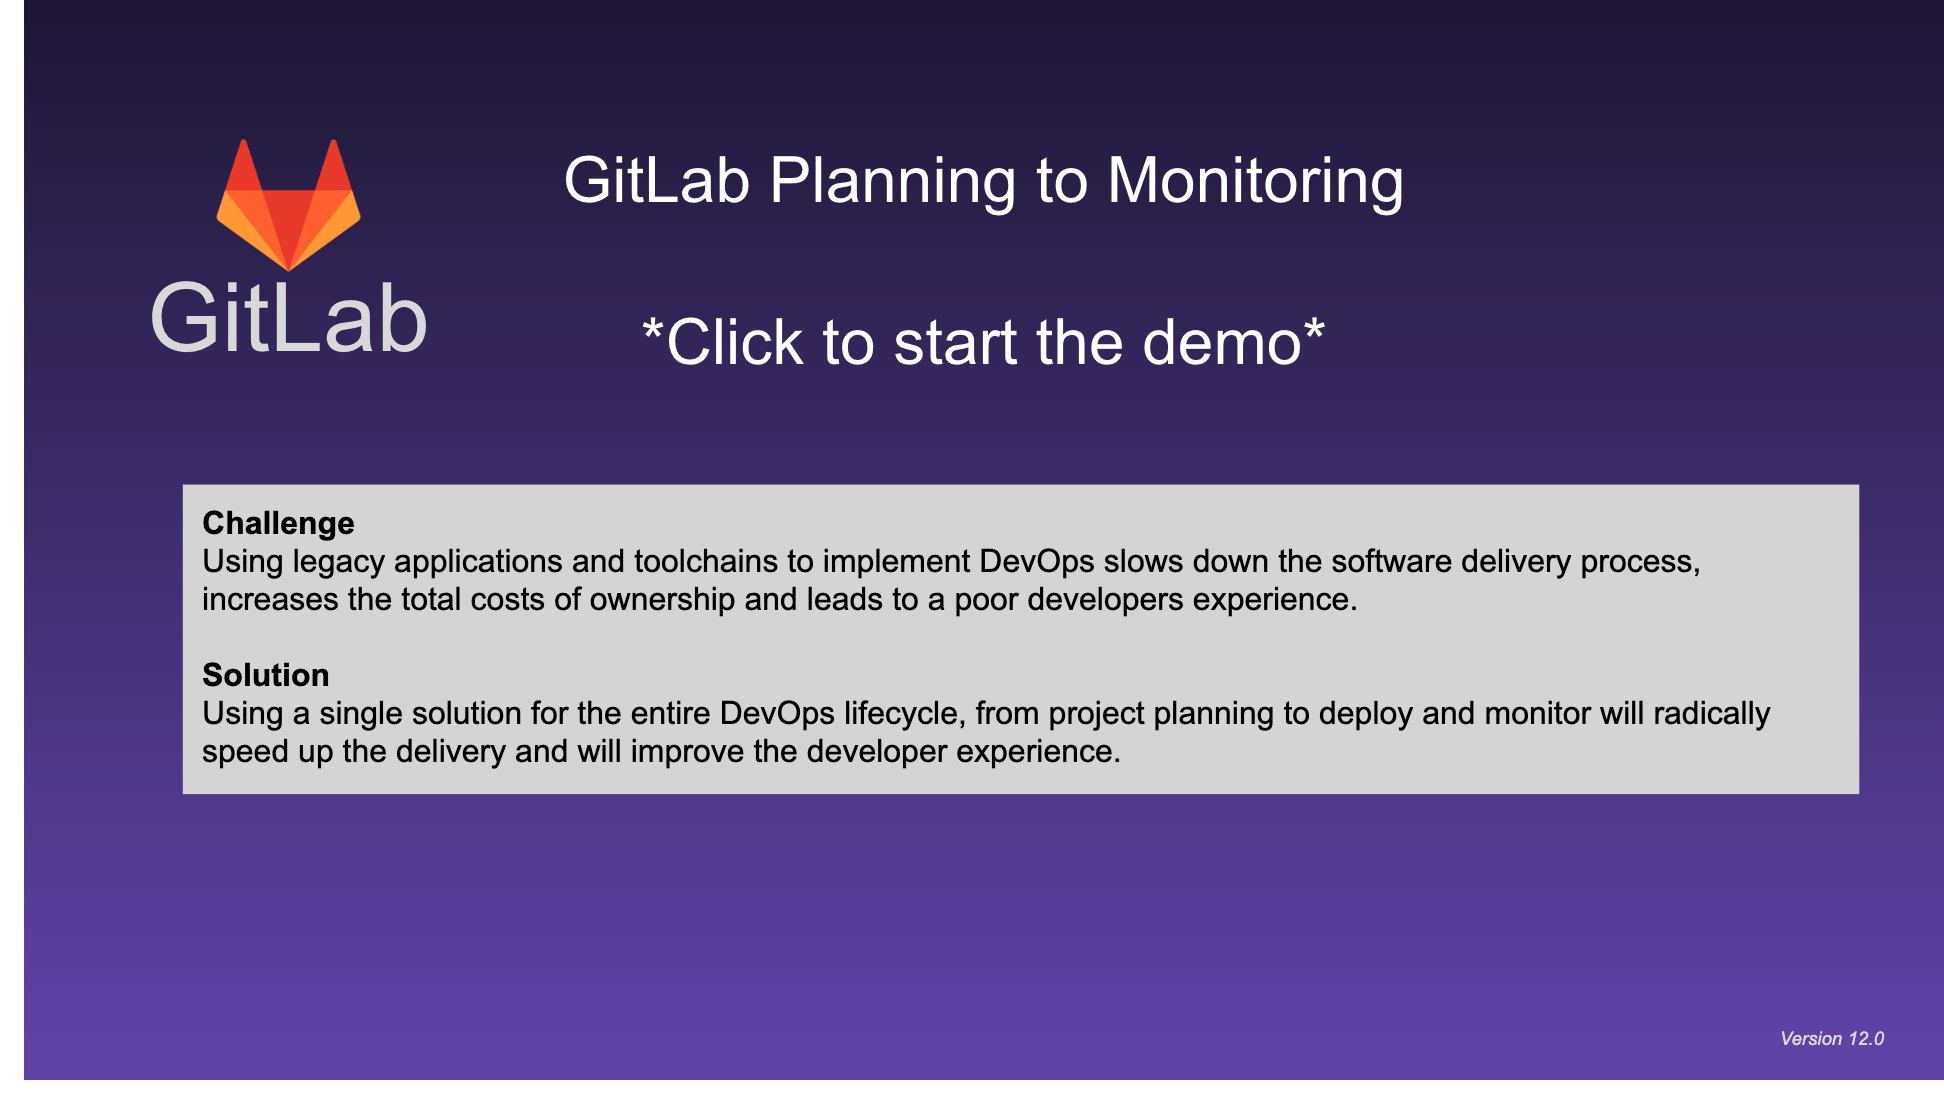 GitLab
GitLab Planning to Monitoring
*Click to start the demo*
Challenge
Using legacy applications and toolchains to implement DevOps slows down the software delivery process,
increases the total costs of ownership and leads to a poor developers experience.
Solution
Using a single solution for the entire DevOps lifecycle, from project planning to deploy and monitor will radically
speed up the delivery and will improve the developer experience.
Version 12.0